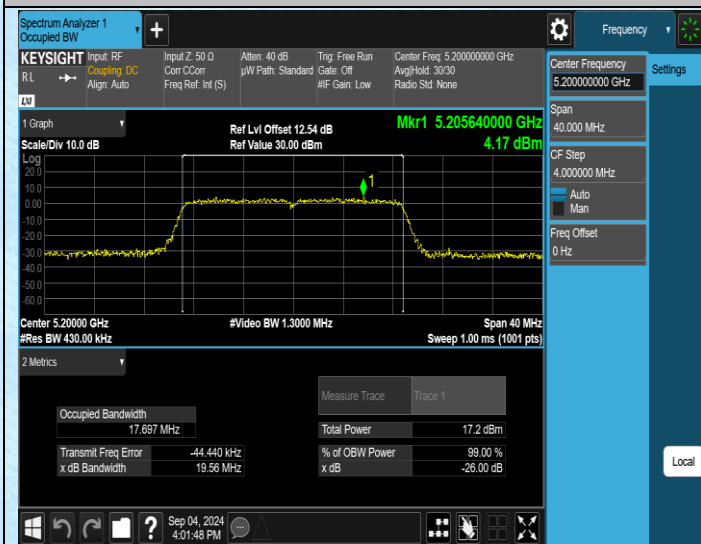 Spectrum Analyzer 1
Occupied BW
+
Frequency
KEYSIGHT
RL
LXI
Input: RF
Coupling: DC
Align: Auto
Input Z: 50 Ω
Corr CCorr
Freq Ref: Int (S)
Atten: 40 dB
µW Path: Standard
Trig: Free Run
Gate: Off
#IF Gain: Low
Center Freq: 5.200000000 GHz
Avg|Hold: 30/30
Radio Std: None
Center Frequency
5.200000000 GHz
Settings
Span
40.000 MHz
CF Step
4.000000 MHz
Auto
Man
Freq Offset
0 Hz
1 Graph
Scale/Div 10.0 dB
Ref Lvl Offset 12.54 dB
Ref Value 30.00 dBm
Mkr1 5.205640000 GHz
4.17 dBm
Log
20.0
10.0
0.00
-10.0
-20.0
-30.0
-40.0
-50.0
-60.0
1
Center 5.20000 GHz
#Res BW 430.00 kHz
#Video BW 1.3000 MHz
Span 40 MHz
Sweep 1.00 ms (1001 pts)
2 Metrics
Measure Trace
Trace 1
Occupied Bandwidth
17.697 MHz
Total Power
17.2 dBm
Transmit Freq Error
-44.440 kHz
% of OBW Power
99.00 %
x dB Bandwidth
19.56 MHz
x dB
-26.00 dB
Local
?
Sep 04, 2024
4:01:48 PM